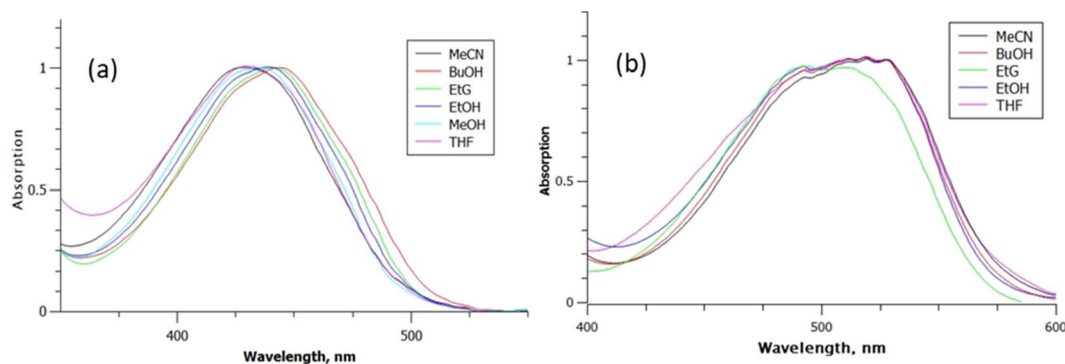 (a)
MeCN
BuOH
EtG
EtOH
MeOH
THF
1
0.5
0
400
500
Absorption
Wavelength, nm
(b)
MeCN
BuOH
EtG
EtOH
THF
1
0.5
0
400
500
600
Absorption
Wavelength, nm